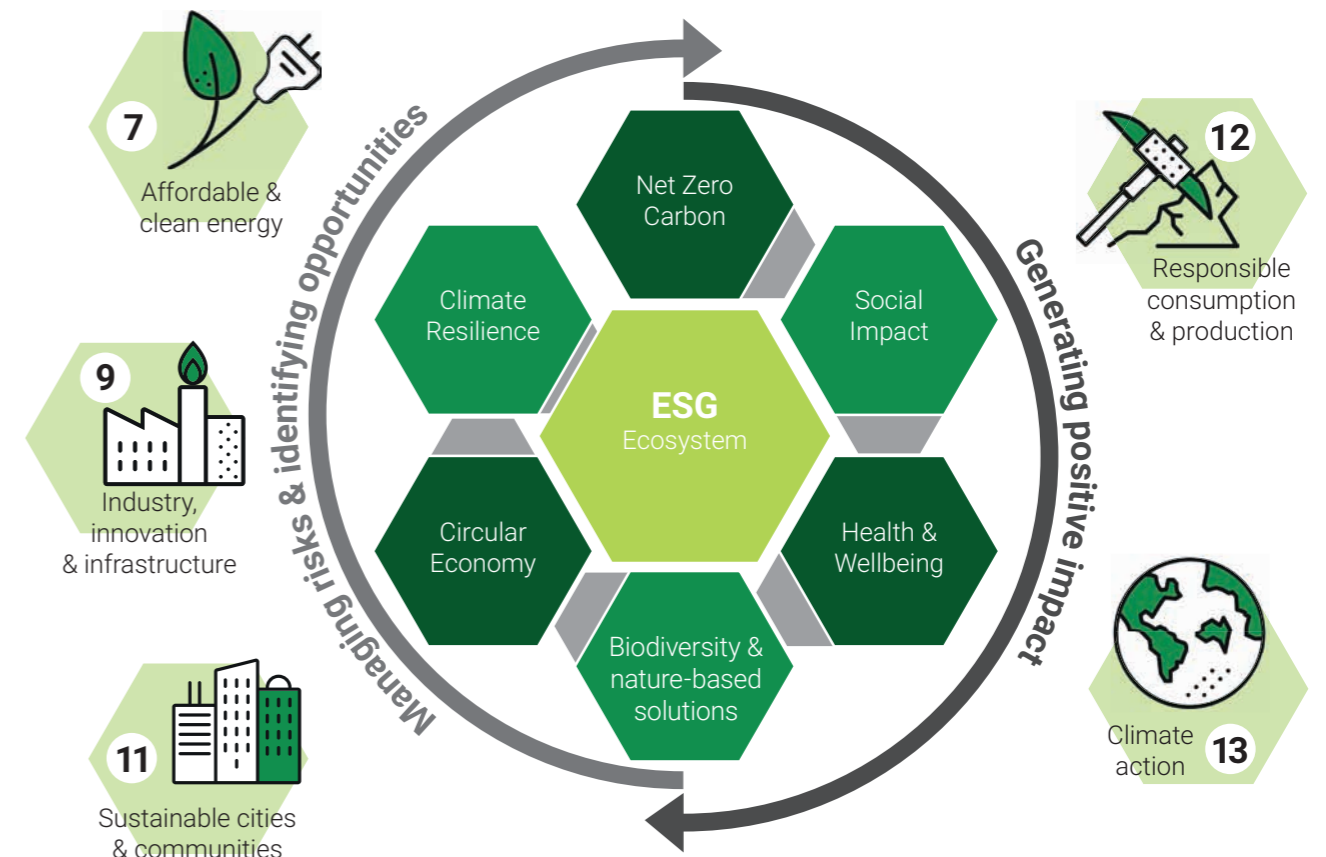 7
Affordable &
clean energy
9
Industry,
innovation
& infrastructure
11
Sustainable cities
& communities
Managing risks & identifying opportunities
Net Zero
Carbon
Climate
Resilience
Social
Impact
ESG
Ecosystem
Circular
Economy
Health &
Wellbeing
Biodiversity &
nature-based
solutions
Generating positive impact
12
Responsible
consumption
& production
Climate
action
13